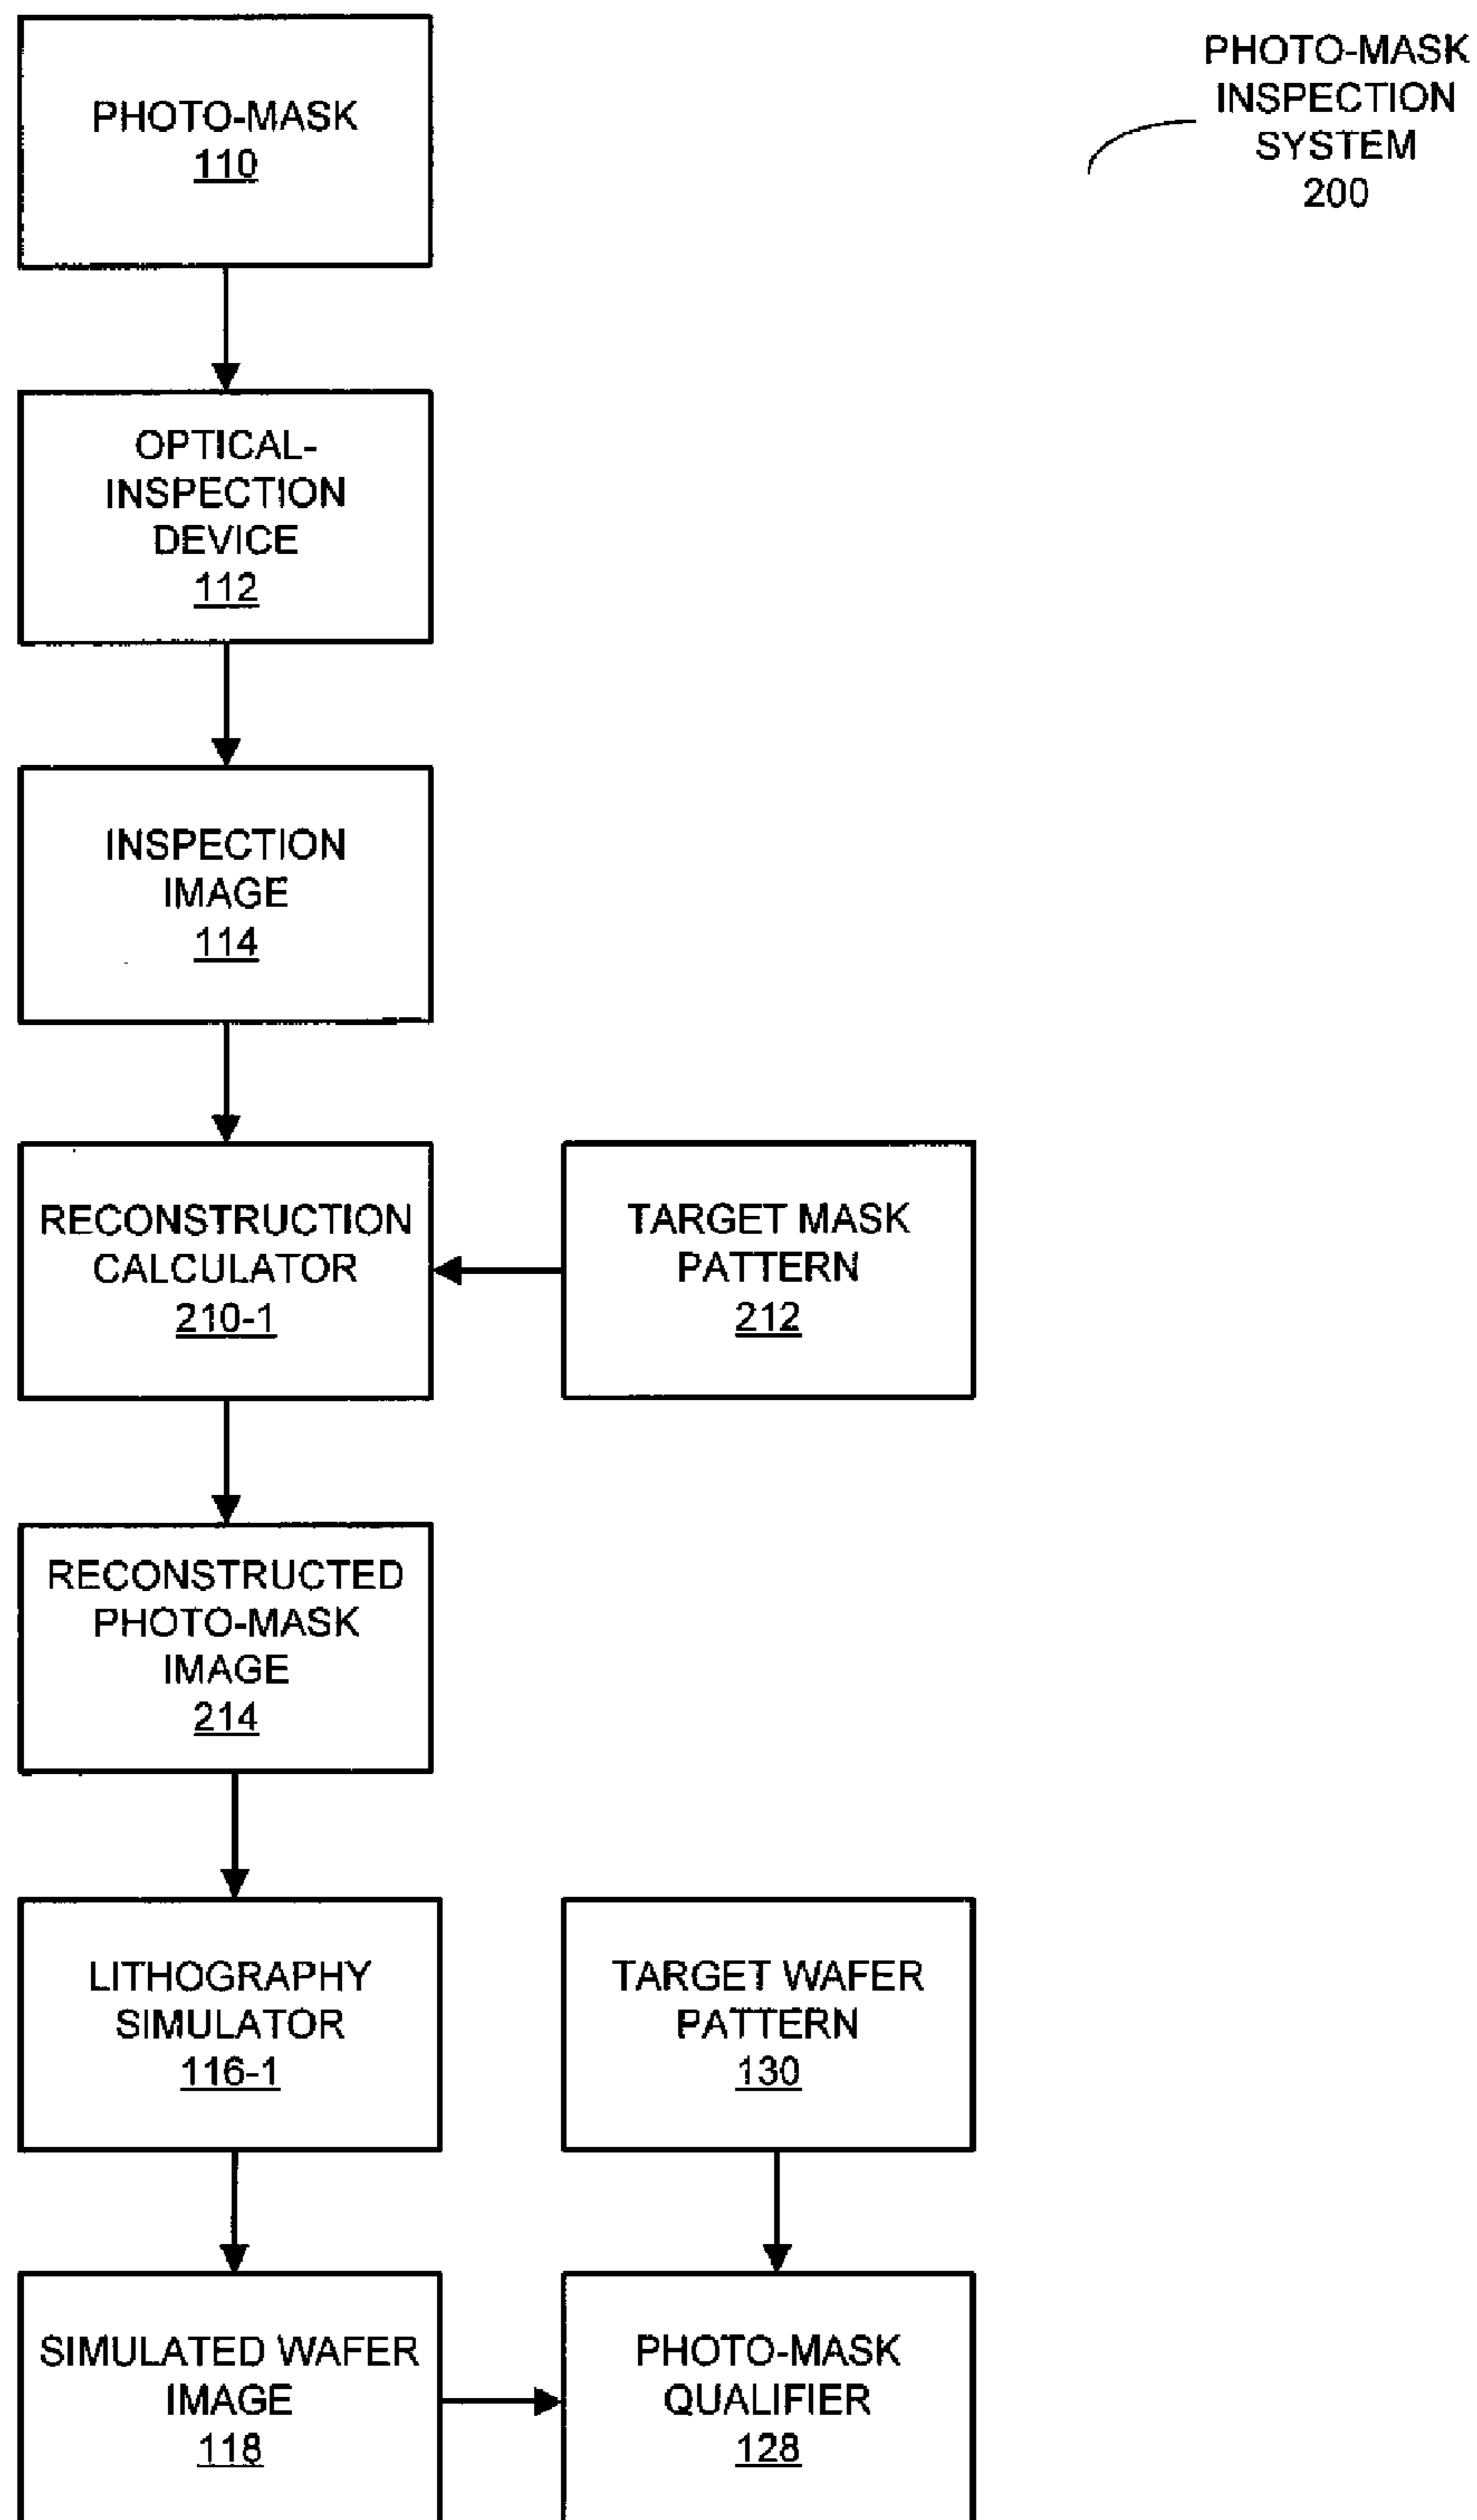 PHOTO-MASK
INSPECTION
SYSTEM
200
PHOTO-MASK
110
OPTICAL-
INSPECTION
DEVICE
112
INSPECTION
IMAGE
114
RECONSTRUCTION
CALCULATOR
210-1
TARGET MASK
PATTERN
212
RECONSTRUCTED
PHOTO-MASK
IMAGE
214
LITHOGRAPHY
SIMULATOR
116-1
TARGET WAFER
PATTERN
130
SIMULATED WAFER
IMAGE
118
PHOTO-MASK
QUALIFIER
128